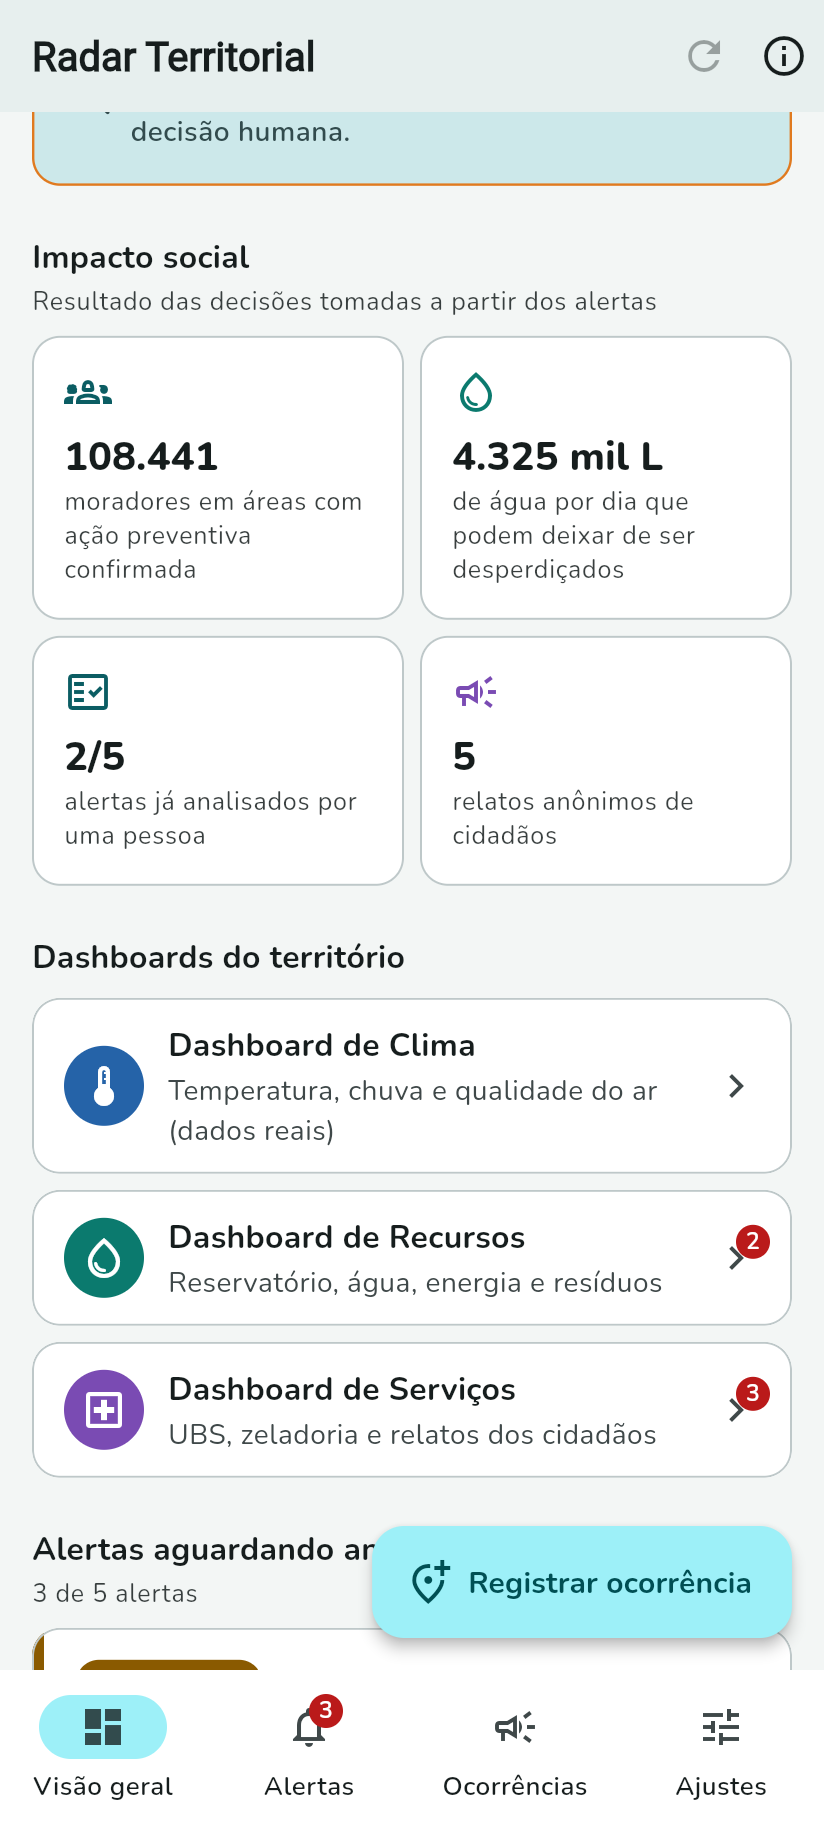 Radar Territorial
decisão humana.
Impacto social
Resultado das decisões tomadas a partir dos alertas
108.441
moradores em áreas com
ação preventiva
confirmada
4.325 mil L
de água por dia que
podem deixar de ser
desperdiçados
2/5
alertas já analisados por
uma pessoa
5
relatos anônimos de
cidadãos
Dashboards do território
Dashboard de Clima
Temperatura, chuva e qualidade do ar
(dados reais)
Dashboard de Recursos
2
Reservatório, água, energia e resíduos
Dashboard de Serviços
3
UBS, zeladoria e relatos dos cidadãos
Alertas aguardando
3 de 5 alertas
Registrar ocorrência
3
Visão geral
Alertas
Ocorrências
Ajustes